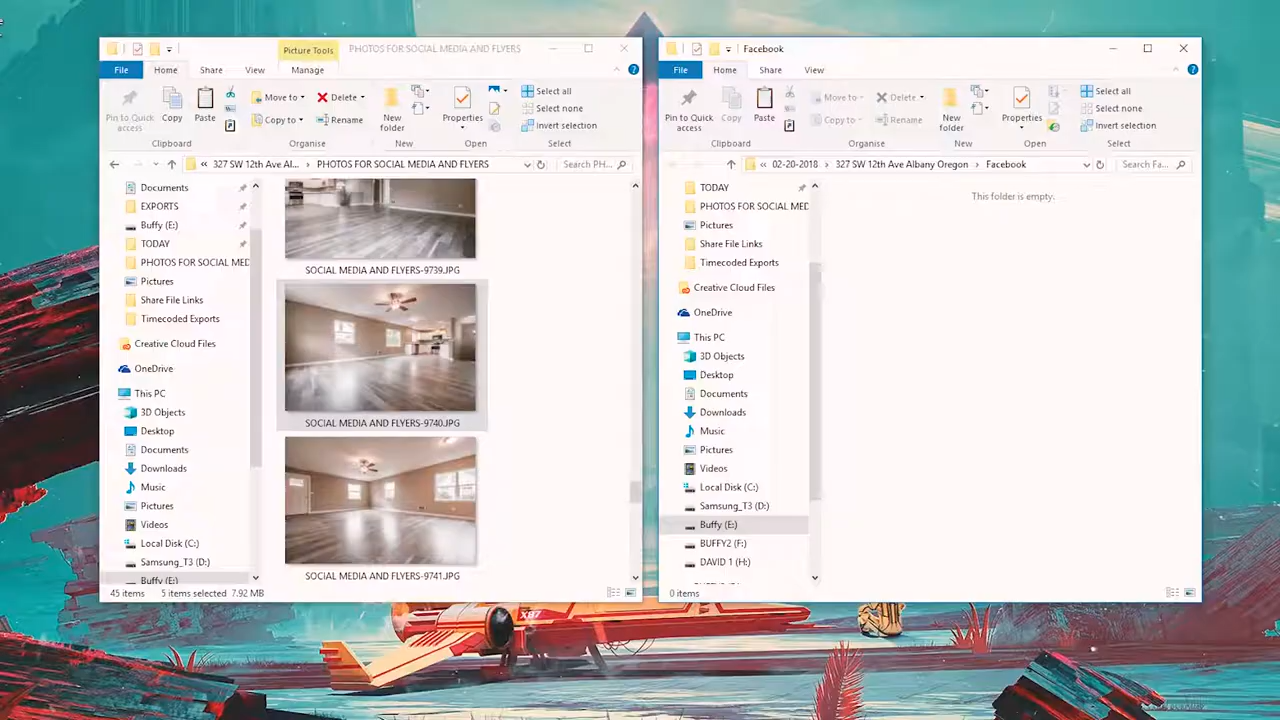 Picture Tools
PHOTOS FOR SOCIAL MEDIA AND FLYERS
File
Home
Share
View
Manage
Pin to Quick
access
Copy
Paste
Move to
Copy to
Delete
Rename
New
folder
Properties
Select all
Select none
Invert selection
Clipboard
Organise
New
Open
Select
« 327 SW 12th Ave Al... › PHOTOS FOR SOCIAL MEDIA AND FLYERS
Search PH...
Documents
EXPORTS
Buffy (E:)
TODAY
PHOTOS FOR SOCIAL MED
Pictures
Share File Links
Timecoded Exports
Creative Cloud Files
OneDrive
This PC
3D Objects
Desktop
Documents
Downloads
Music
Pictures
Videos
Local Disk (C:)
Samsung_T3 (D:)
Buffy (E:)
SOCIAL MEDIA AND FLYERS-9739.JPG
SOCIAL MEDIA AND FLYERS-9740.JPG
SOCIAL MEDIA AND FLYERS-9741.JPG
45 items 5 items selected 7.92 MB
Facebook
File
Home
Share
View
Pin to Quick
access
Copy
Paste
Move to
Copy to
Delete
Rename
New
folder
Properties
Select all
Select none
Invert selection
Clipboard
Organise
New
Open
Select
« 02-20-2018 › 327 SW 12th Ave Albany Oregon › Facebook
Search Fa...
TODAY
PHOTOS FOR SOCIAL MED
Pictures
Share File Links
Timecoded Exports
Creative Cloud Files
OneDrive
This PC
3D Objects
Desktop
Documents
Downloads
Music
Pictures
Videos
Local Disk (C:)
Samsung_T3 (D:)
Buffy (E:)
BUFFY2 (F:)
DAVID 1 (H:)
This folder is empty.
0 items
X87